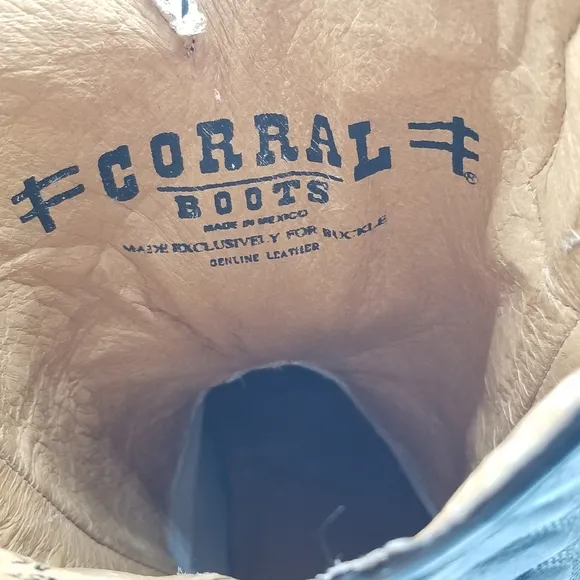 CORRAL
BOOTS
MADE IN MEXICO
MADE EXCLUSIVELY FOR BUCKLE
GENUINE LEATHER
®